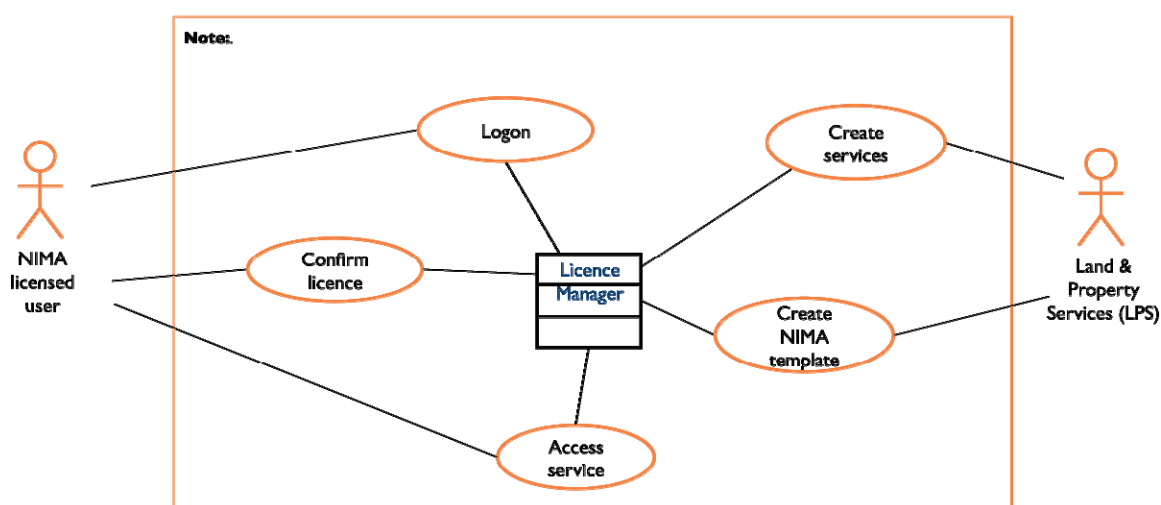 Note:.
Logon
Create
services
NIMA
licensed
user
Confirm
licence
Licence
Manager
Land &
Property
Services (LPS)
Create
NIMA
template
Access
service